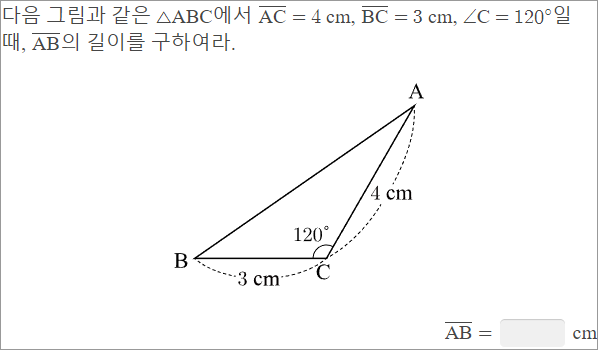 다음 그림과 같은 △ABC에서 AC = 4 cm, BC = 3 cm, ∠C = 120°일
때, AB의 길이를 구하여라.
A
4 cm
120°
B
3 cm
C
AB = cm